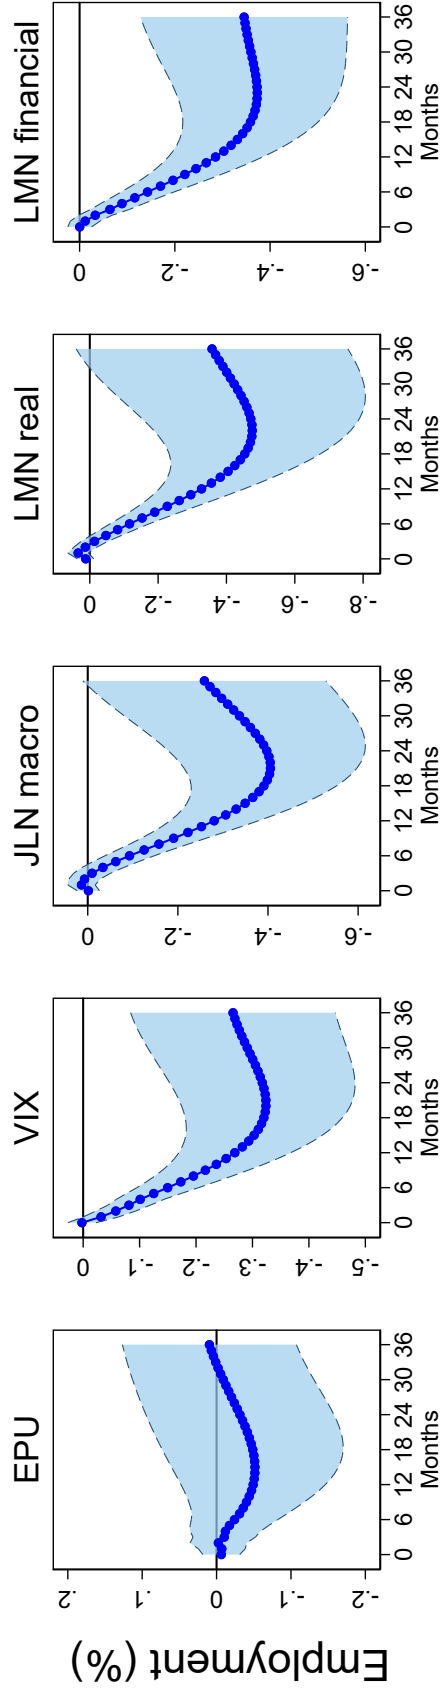 Employment (%)
EPU
.2
.1
0
-.1
-.2
0 6 12 18 24 30 36
Months
VIX
0
-.1
-.2
-.3
-.4
-.5
0 6 12 18 24 30 36
Months
JLN macro
0
-.2
-.4
-.6
0 6 12 18 24 30 36
Months
LMN real
0
-.2
-.4
-.6
-.8
0 6 12 18 24 30 36
Months
LMN financial
0
-.2
-.4
-.6
0 6 12 18 24 30 36
Months